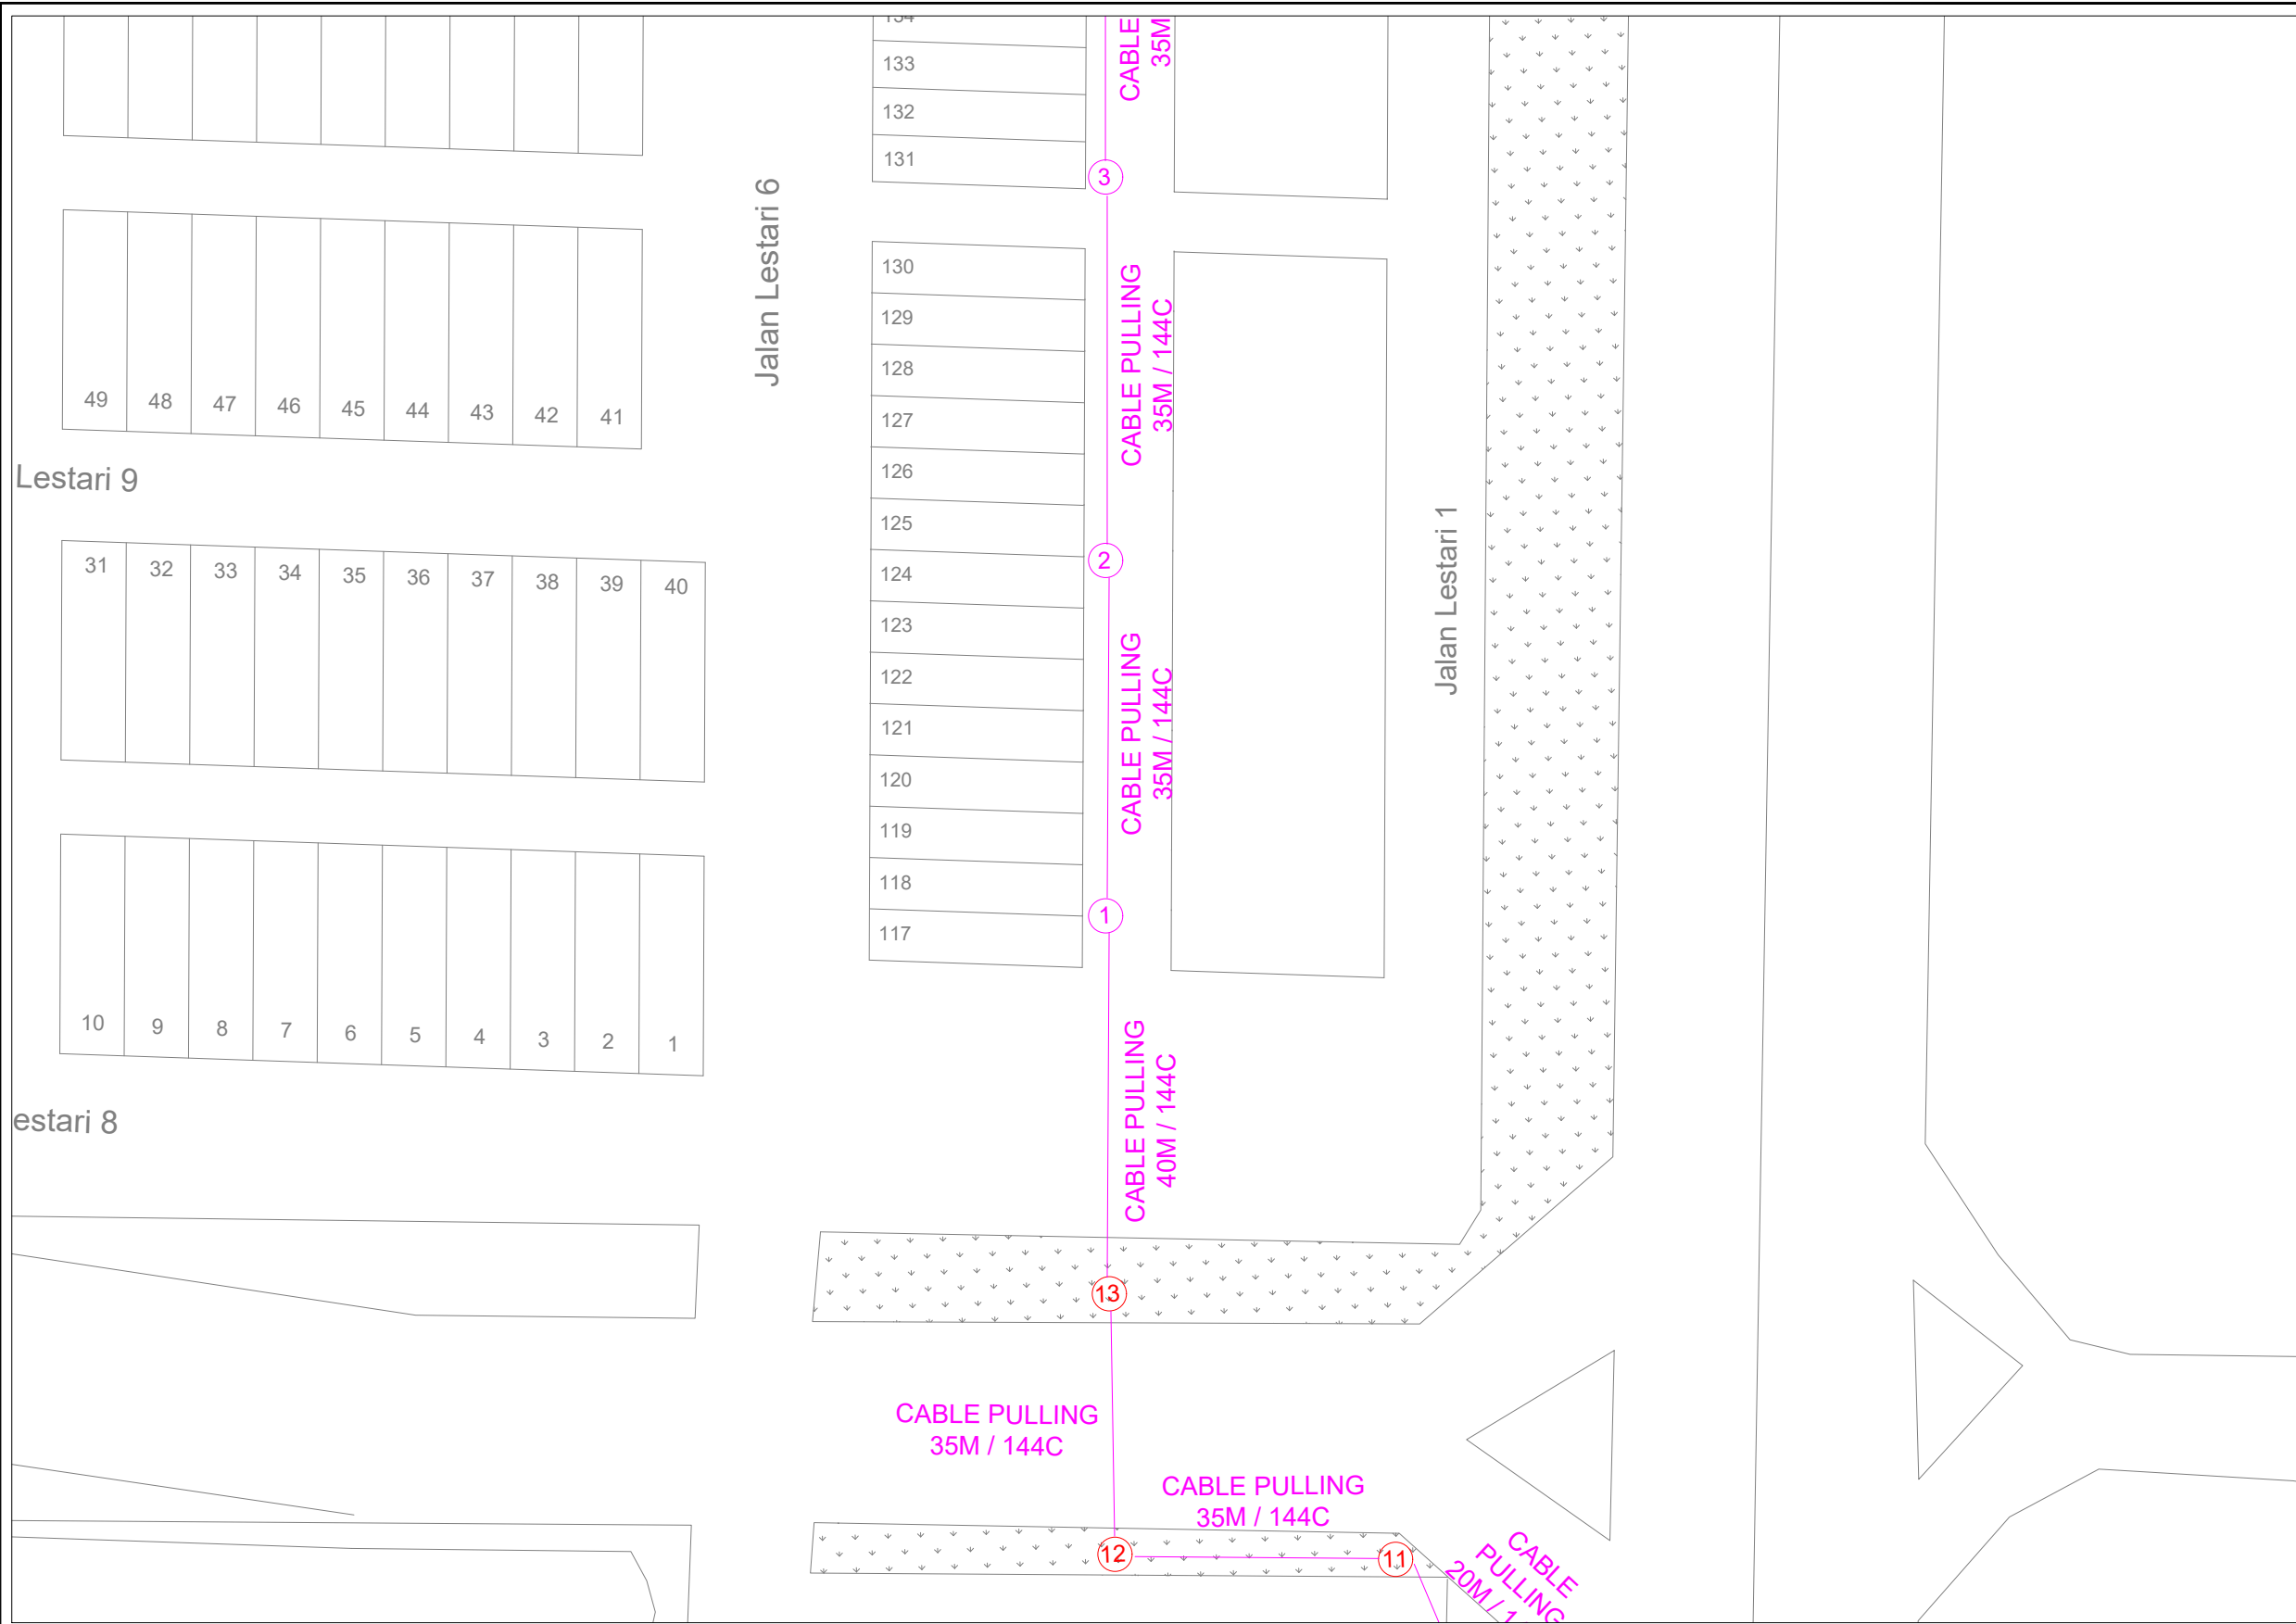 133
132
131
CABLE
35M
3
Jalan Lestari 6
130
129
128
127
126
125
124
123
122
121
120
119
118
117
CABLE PULLING
35M / 144C
49 48 47 46 45 44 43 42 41
Lestari 9
31 32 33 34 35 36 37 38 39 40
2
Jalan Lestari 1
CABLE PULLING
35M / 144C
1
10 9 8 7 6 5 4 3 2 1
estari 8
CABLE PULLING
40M / 144C
13
CABLE PULLING
35M / 144C
CABLE PULLING
35M / 144C
12
11
CABLE
PULLING
20M / 1